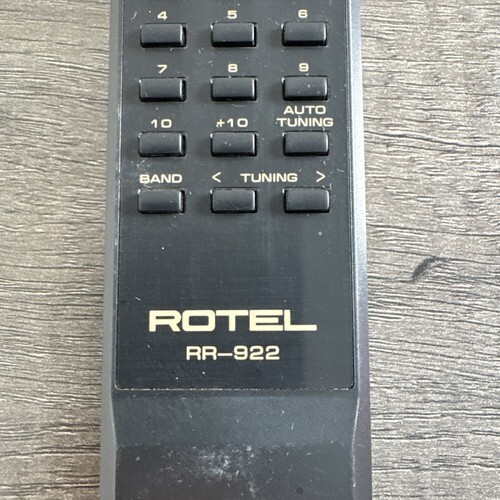 4 5 6
7 8 9
AUTO
10 +10 TUNING
BAND < TUNING >
ROTEL
RR-922